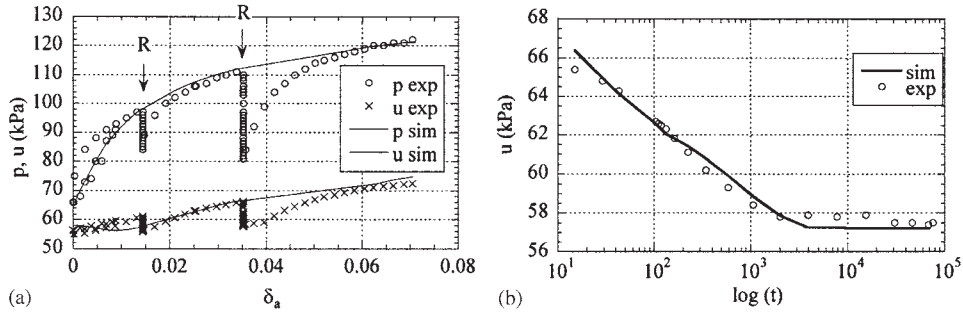 R
R
130
120
110
100
90
80
70
60
50
p, u (kPa)
p exp
u exp
p sim
u sim
0
0.02
0.04
0.06
0.08
δa
(a)
68
66
64
62
60
58
56
u (kPa)
sim
exp
10^1
10^2
10^3
10^4
10^5
log (t)
(b)